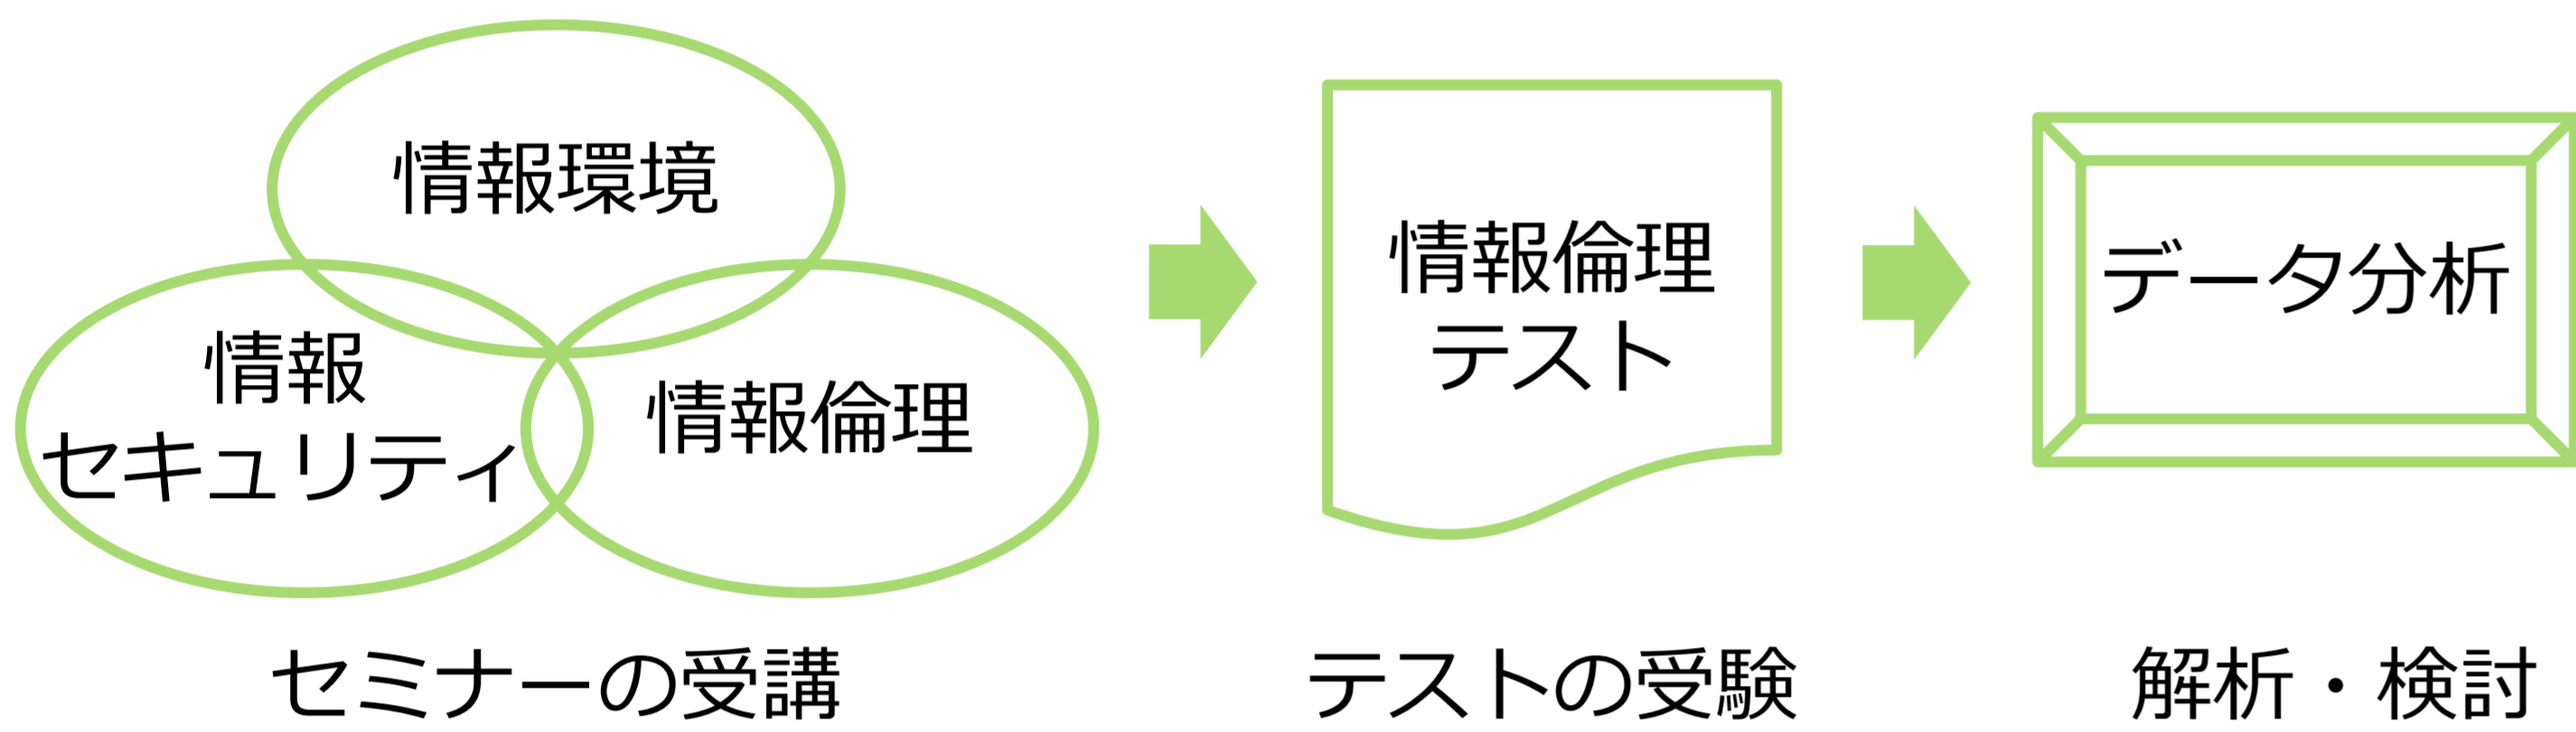 情報環境
情報
セキュリティ
情報倫理
セミナーの受講
情報倫理
テスト
テストの受験
データ分析
解析・検討